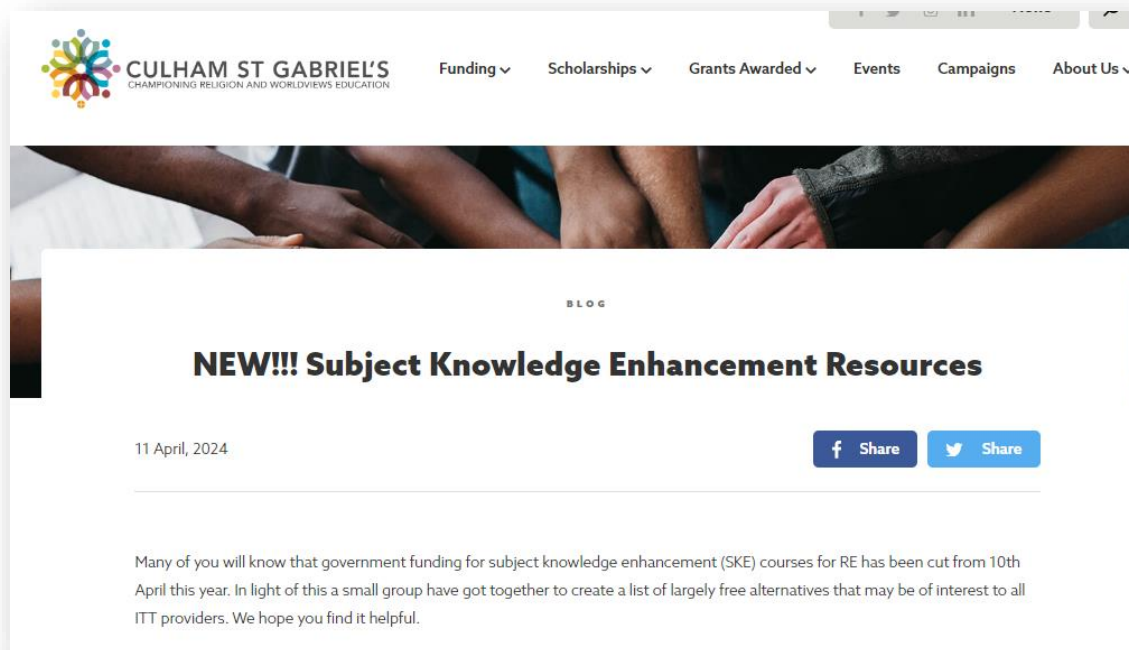 CULHAM ST GABRIEL'S
CHAMPIONING RELIGION AND WORLDVIEWS EDUCATION
Funding
Scholarships
Grants Awarded
Events
Campaigns
About Us
BLOG
NEW!!! Subject Knowledge Enhancement Resources
11 April, 2024
Share
Share
Many of you will know that government funding for subject knowledge enhancement (SKE) courses for RE has been cut from 10th
April this year. In light of this a small group have got together to create a list of largely free alternatives that may be of interest to all
ITT providers. We hope you find it helpful.